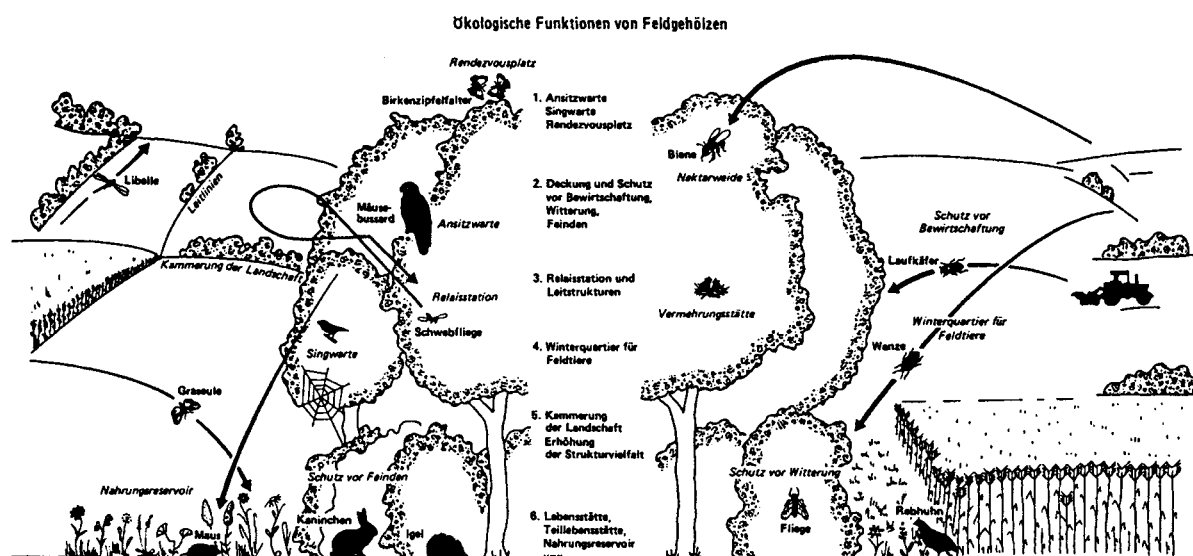 Ökologische Funktionen von Feldgehölzen
Rendezvousplatz
Birkenzipfelfalter
1. Ansitzwarte
Singwarte
Rendezvousplatz
Biene
Nektarweide
Libelle
Leitlinien
2. Deckung und Schutz
vor Bewirtschaftung,
Witterung,
Feinden
Mäuse-
bussard
Ansitzwarte
Schutz vor
Bewirtschaftung
Kammerung der Landschaft
Laufkäfer
3. Relaisstation und
Leitstrukturen
Relaisstation
Schwebfliege
Vermehrungsstätte
Winterquartier für
Feldtiere
Singwarte
4. Winterquartier für
Feldtiere
Wanze
Graseule
5. Kammerung
der Landschaft
Erhöhung
der Strukturvielfalt
Nahrungsreservoir
Schutz vor Feinden
Schutz vor Witterung
Maus
Kaninchen
Igel
6. Lebensstätte,
Teillebensstätte,
Nahrungsreservoir
Fliege
Rebhuhn